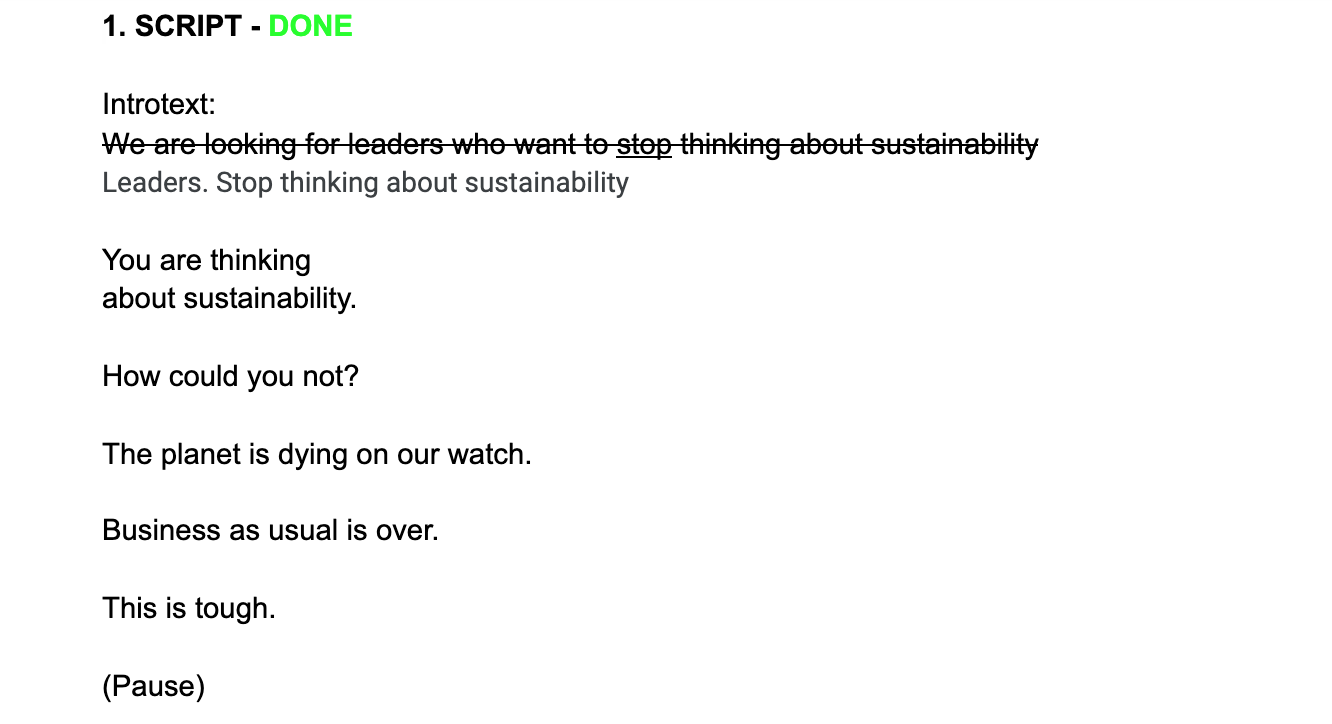 1. SCRIPT - DONE
Introtext:
We are looking for leaders who want to stop thinking about sustainability
Leaders. Stop thinking about sustainability
You are thinking
about sustainability.
How could you not?
The planet is dying on our watch.
Business as usual is over.
This is tough.
(Pause)